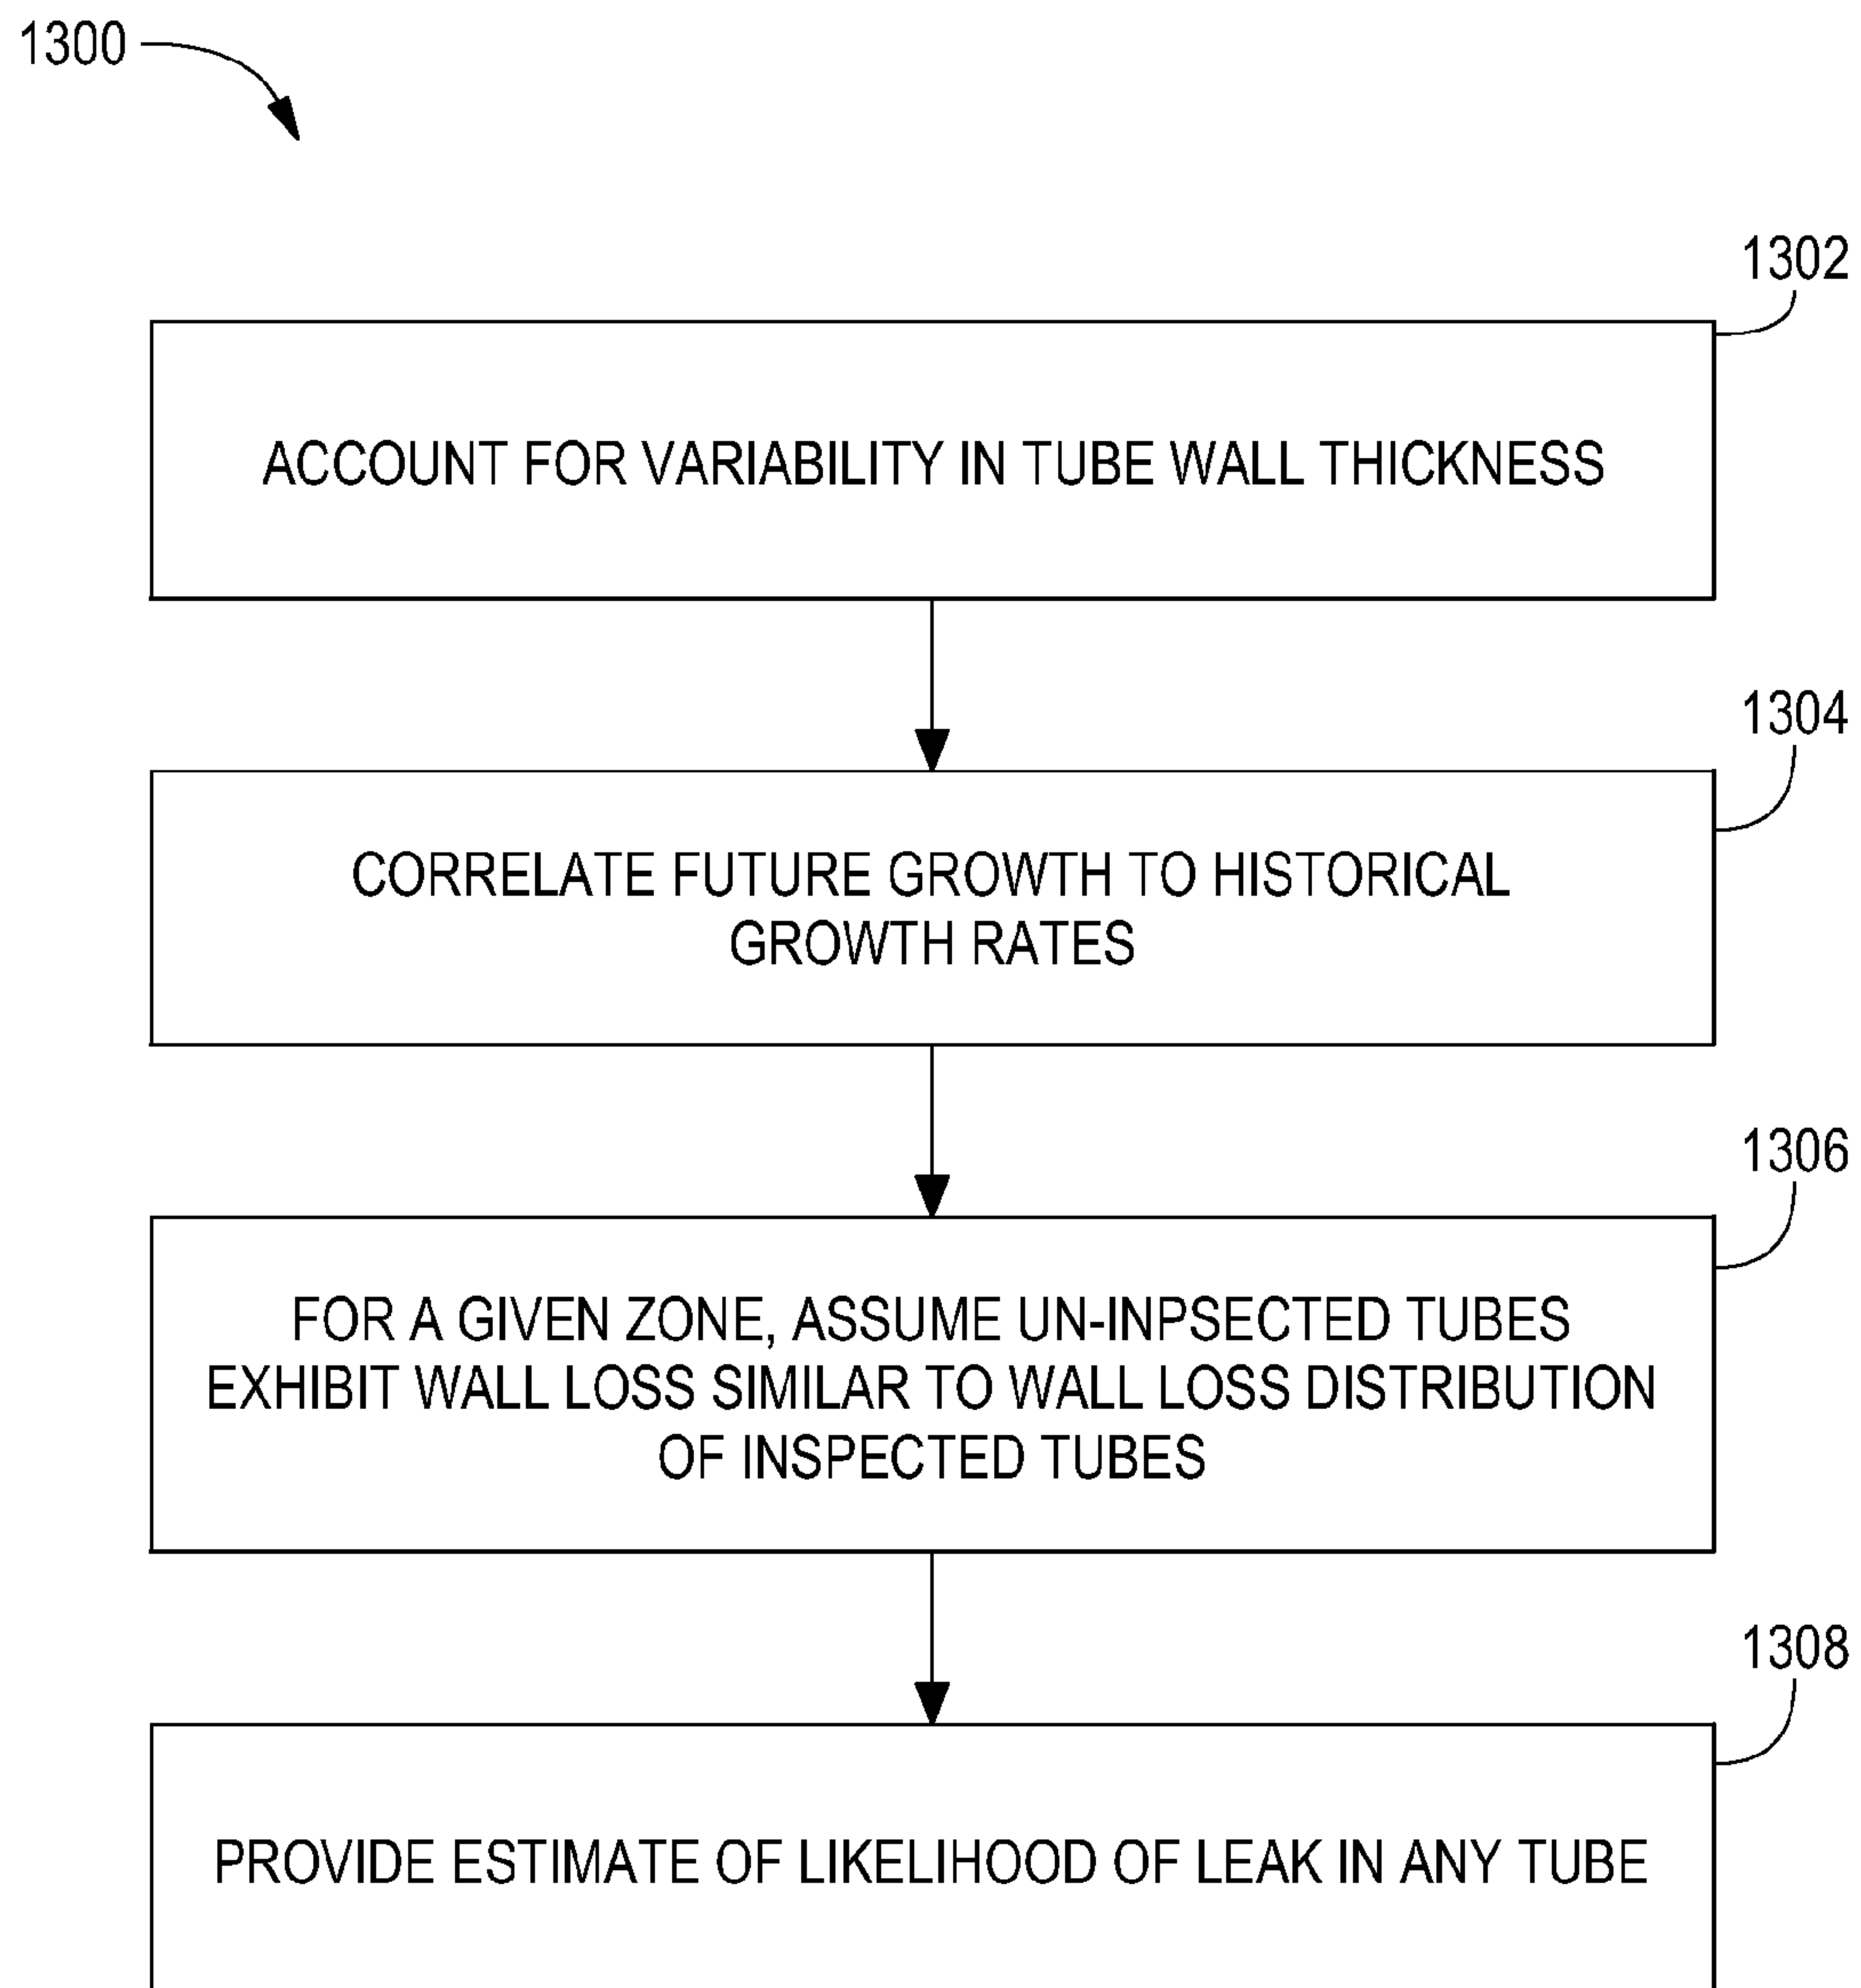 1300
1302
ACCOUNT FOR VARIABILITY IN TUBE WALL THICKNESS
1304
CORRELATE FUTURE GROWTH TO HISTORICAL
GROWTH RATES
1306
FOR A GIVEN ZONE, ASSUME UN-INPSECTED TUBES
EXHIBIT WALL LOSS SIMILAR TO WALL LOSS DISTRIBUTION
OF INSPECTED TUBES
1308
PROVIDE ESTIMATE OF LIKELIHOOD OF LEAK IN ANY TUBE